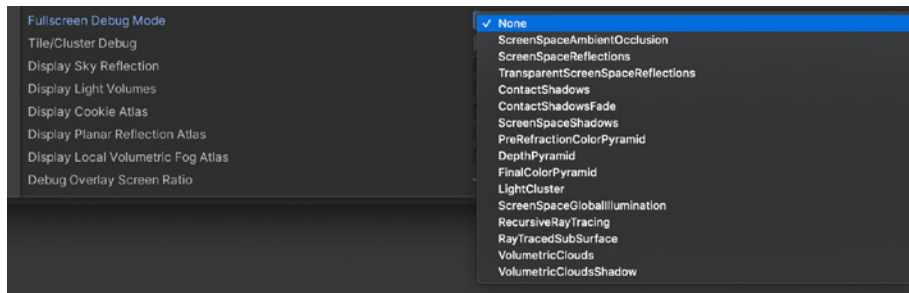 Fullscreen Debug Mode
Tile/Cluster Debug
Display Sky Reflection
Display Light Volumes
Display Cookie Atlas
Display Planar Reflection Atlas
Display Local Volumetric Fog Atlas
Debug Overlay Screen Ratio
✓ None
ScreenSpaceAmbientOcclusion
ScreenSpaceReflections
TransparentScreenSpaceReflections
ContactShadows
ContactShadowsFade
ScreenSpaceShadows
PreRefractionColorPyramid
DepthPyramid
FinalColorPyramid
LightCluster
ScreenSpaceGlobalIllumination
RecursiveRayTracing
RayTracedSubSurface
VolumetricClouds
VolumetricCloudsShadow